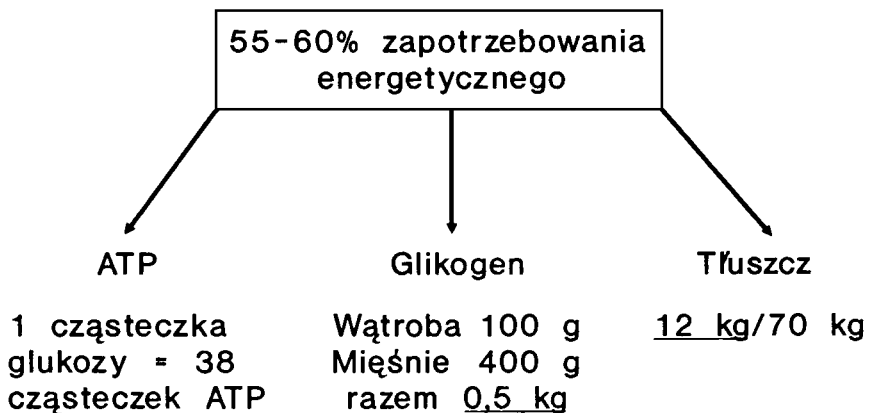 55-60% zapotrzebowania
energetycznego
ATP
1 cząsteczka
glukozy = 38
cząsteczek ATP
Glikogen
Wątroba 100 g
Mięśnie 400 g
razem 0,5 kg
Tłuszcz
12 kg/70 kg